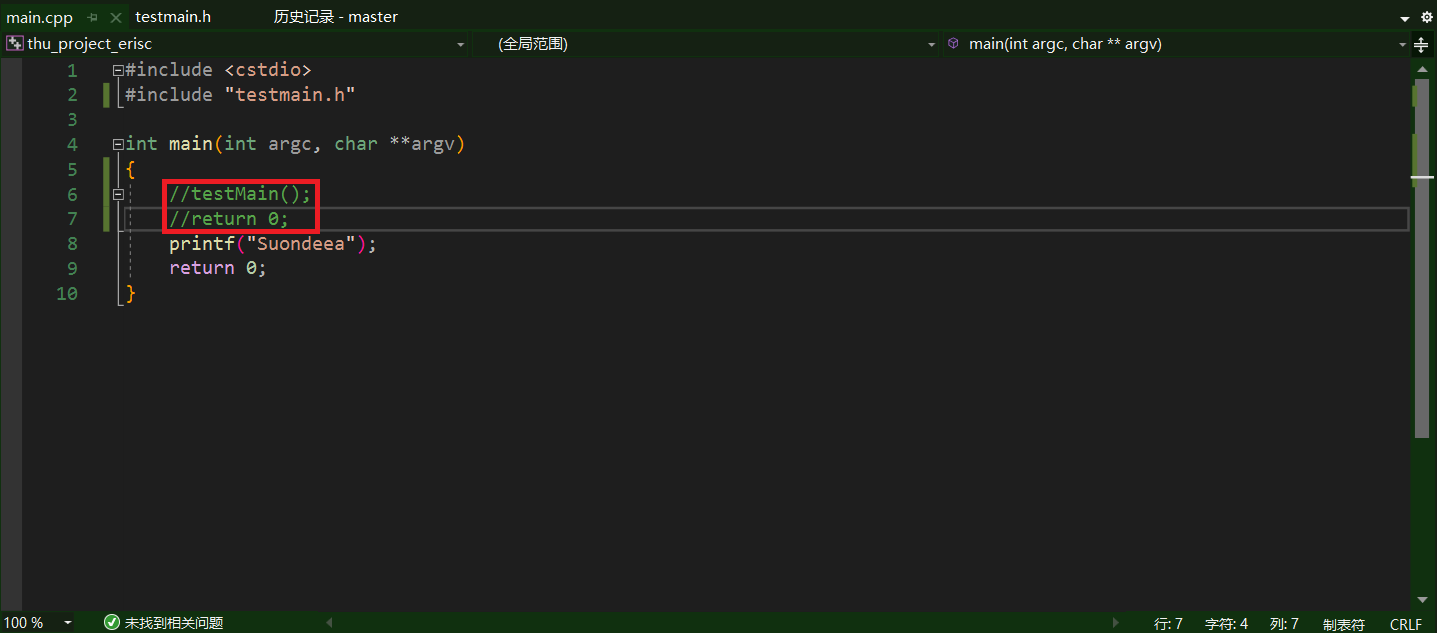 main.cpp testmain.h 历史记录 - master
thu_project_erisc (全局范围) main(int argc, char ** argv)
1 #include <cstdio>
2 #include "testmain.h"
3
4 int main(int argc, char **argv)
5 {
6 //testMain();
7 //return 0;
8 printf("Suondeea");
9 return 0;
10 }
100 % 未找到相关问题 行: 7 字符: 4 列: 7 制表符 CRLF